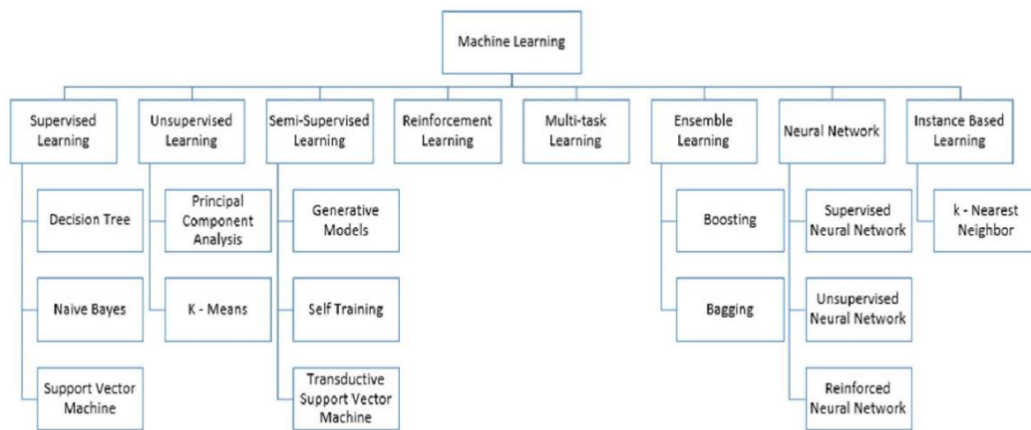 Machine Learning
Supervised
Learning
Unsupervised
Learning
Semi-Supervised
Learning
Reinforcement
Learning
Multi-task
Learning
Ensemble
Learning
Neural Network
Instance Based
Learning
Decision Tree
Principal
Component
Analysis
Generative
Models
Boosting
Supervised
Neural Network
k - Nearest
Neighbor
Naive Bayes
K - Means
Self Training
Bagging
Unsupervised
Neural Network
Support Vector
Machine
Transductive
Support Vector
Machine
Reinforced
Neural Network